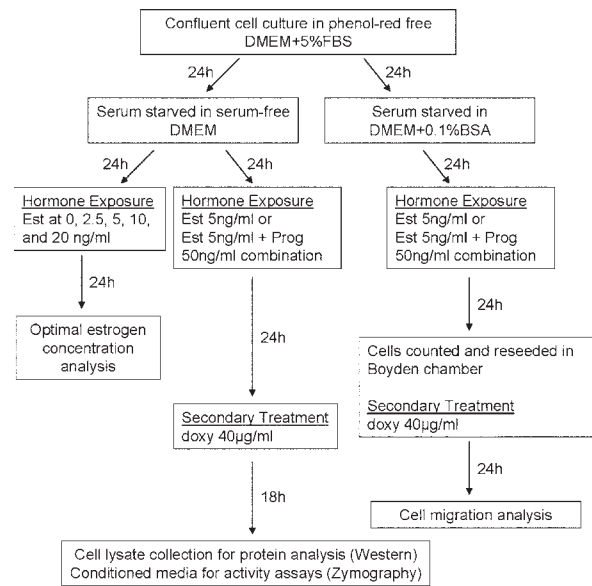 Confluent cell culture in phenol-red free
DMEM+5%FBS
24h
24h
Serum starved in serum-free
DMEM
Serum starved in
DMEM+0.1%BSA
24h
24h
24h
Hormone Exposure
Est at 0, 2.5, 5, 10,
and 20 ng/ml
Hormone Exposure
Est 5ng/ml or
Est 5ng/ml + Prog
50ng/ml combination
Hormone Exposure
Est 5ng/ml or
Est 5ng/ml + Prog
50ng/ml combination
24h
24h
24h
Optimal estrogen
concentration
analysis
Cells counted and reseeded in
Boyden chamber
Secondary Treatment
doxy 40µg/ml
Secondary Treatment
doxy 40µg/ml
18h
24h
Cell migration analysis
Cell lysate collection for protein analysis (Western)
Conditioned media for activity assays (Zymography)